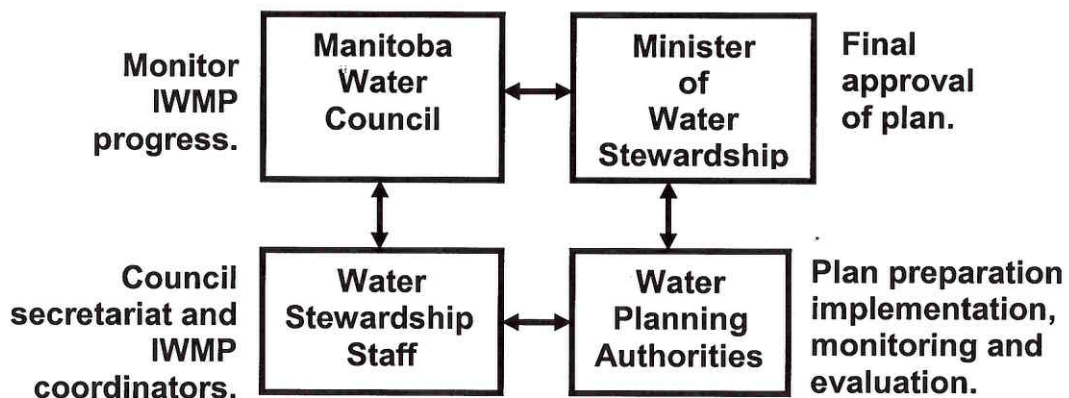 Monitor
IWMP
progress.
Manitoba
Water
Council
Minister
of
Water
Stewardship
Final
approval
of plan.
Council
secretariat and
IWMP
coordinators.
Water
Stewardship
Staff
Water
Planning
Authorities
Plan preparation
implementation,
monitoring and
evaluation.